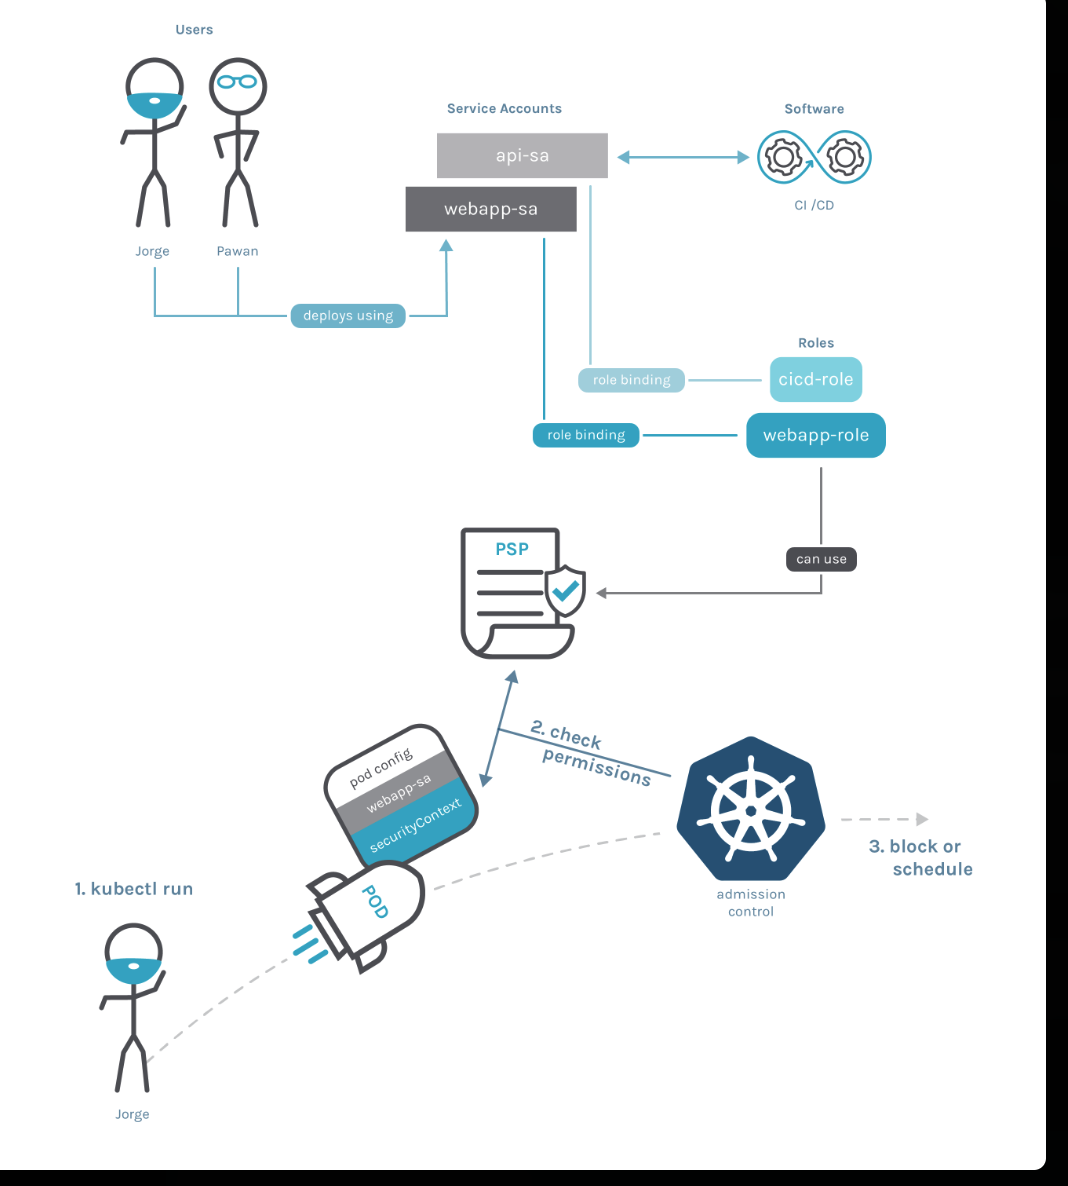 Users
Service Accounts
Software
api-sa
webapp-sa
CI /CD
Jorge
Pawan
deploys using
Roles
role binding
cicd-role
role binding
webapp-role
PSP
can use
2. check
permissions
pod config
webapp-sa
securityContext
POD
3. block or
schedule
1. kubectl run
admission
control
Jorge